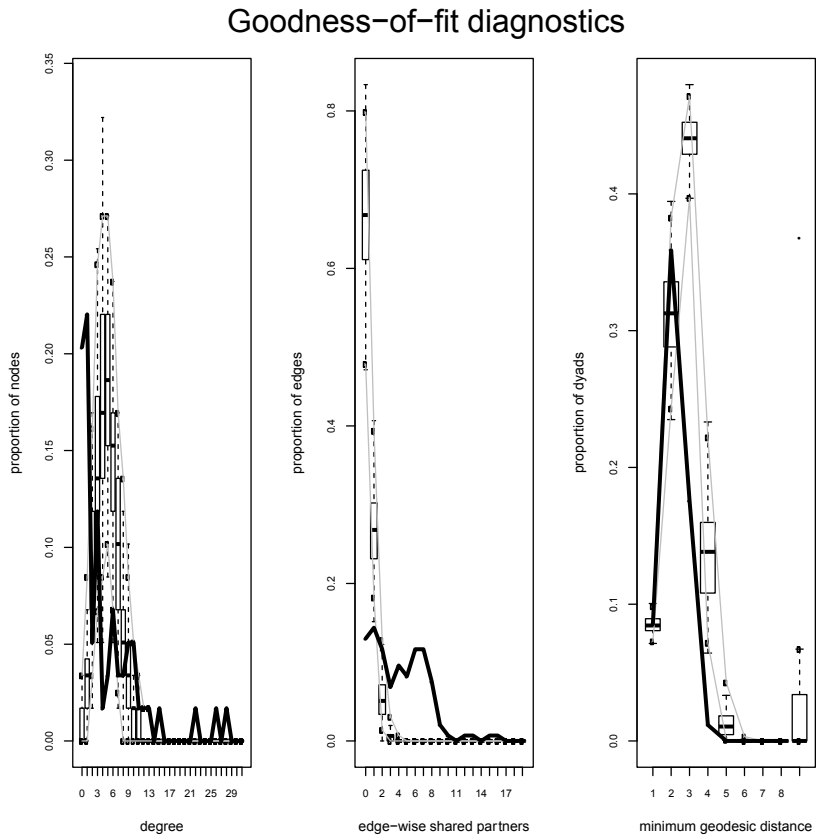 Goodness−of−fit diagnostics
proportion of nodes
0.00 0.05 0.10 0.15 0.20 0.25 0.30 0.35
0 3 6 9 13 17 21 25 29
degree
proportion of edges
0.0 0.2 0.4 0.6 0.8
0 2 4 6 8 11 14 17
edge−wise shared partners
proportion of dyads
0.0 0.1 0.2 0.3 0.4
1 2 3 4 5 6 7 8
minimum geodesic distance